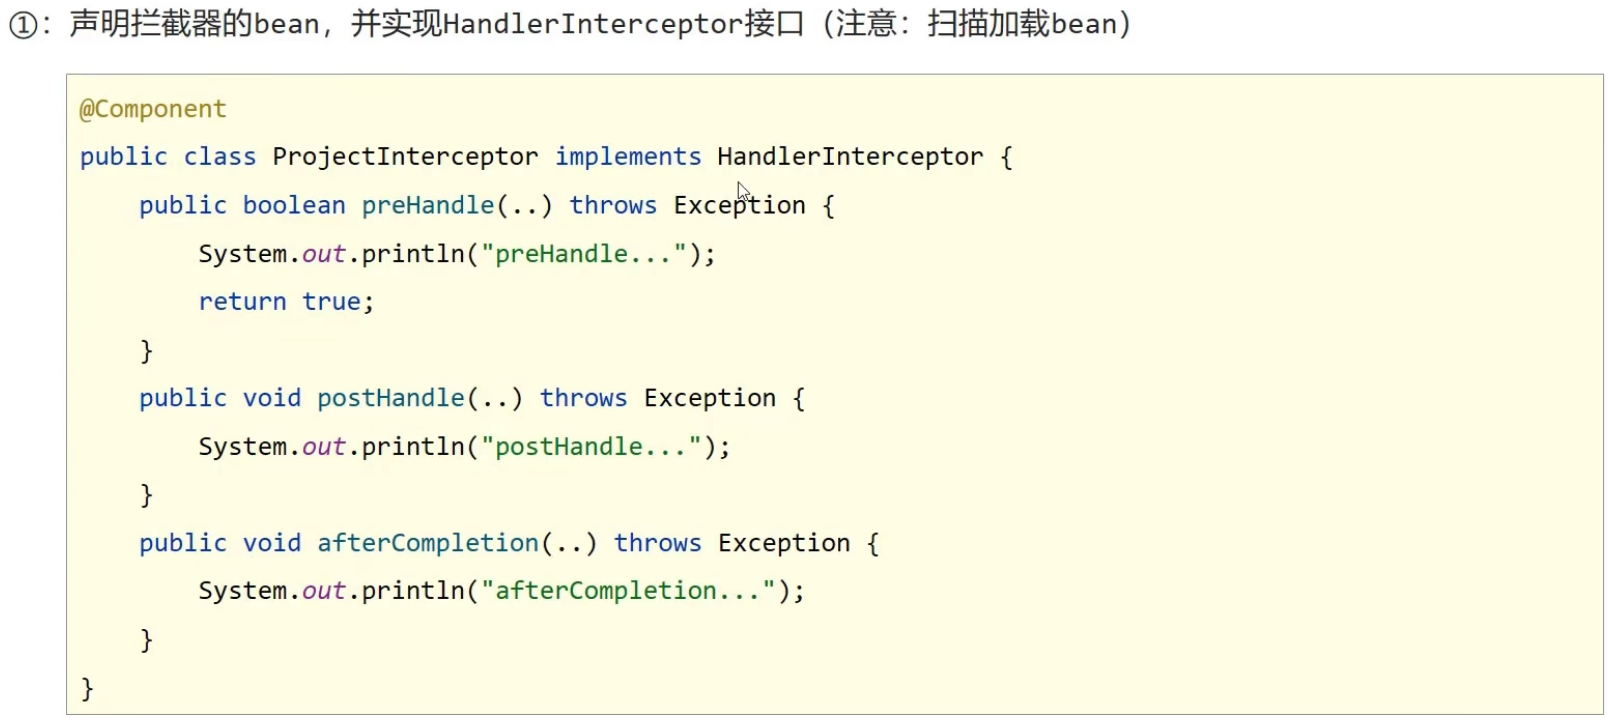 ①：声明拦截器的bean，并实现HandlerInterceptor接口（注意：扫描加载bean）
@Component
public class ProjectInterceptor implements HandlerInterceptor {
    public boolean preHandle(..) throws Exception {
        System.out.println("preHandle...");
        return true;
    }
    public void postHandle(..) throws Exception {
        System.out.println("postHandle...");
    }
    public void afterCompletion(..) throws Exception {
        System.out.println("afterCompletion...");
    }
}